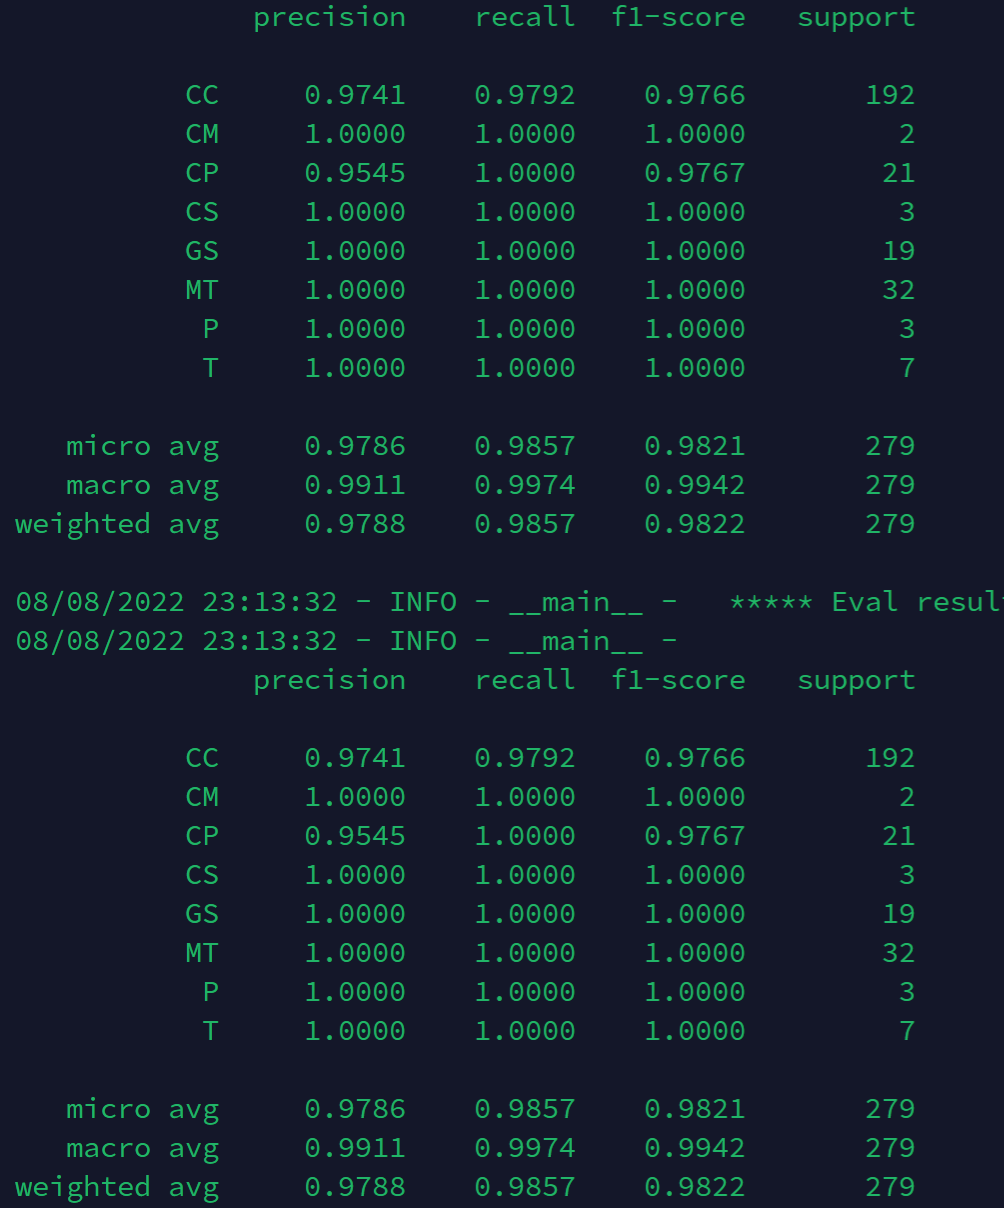 precision recall f1-score support
CC 0.9741 0.9792 0.9766 192
CM 1.0000 1.0000 1.0000 2
CP 0.9545 1.0000 0.9767 21
CS 1.0000 1.0000 1.0000 3
GS 1.0000 1.0000 1.0000 19
MT 1.0000 1.0000 1.0000 32
P 1.0000 1.0000 1.0000 3
T 1.0000 1.0000 1.0000 7
micro avg 0.9786 0.9857 0.9821 279
macro avg 0.9911 0.9974 0.9942 279
weighted avg 0.9788 0.9857 0.9822 279
08/08/2022 23:13:32 - INFO - __main__ - ***** Eval resul
08/08/2022 23:13:32 - INFO - __main__ -
precision recall f1-score support
CC 0.9741 0.9792 0.9766 192
CM 1.0000 1.0000 1.0000 2
CP 0.9545 1.0000 0.9767 21
CS 1.0000 1.0000 1.0000 3
GS 1.0000 1.0000 1.0000 19
MT 1.0000 1.0000 1.0000 32
P 1.0000 1.0000 1.0000 3
T 1.0000 1.0000 1.0000 7
micro avg 0.9786 0.9857 0.9821 279
macro avg 0.9911 0.9974 0.9942 279
weighted avg 0.9788 0.9857 0.9822 279